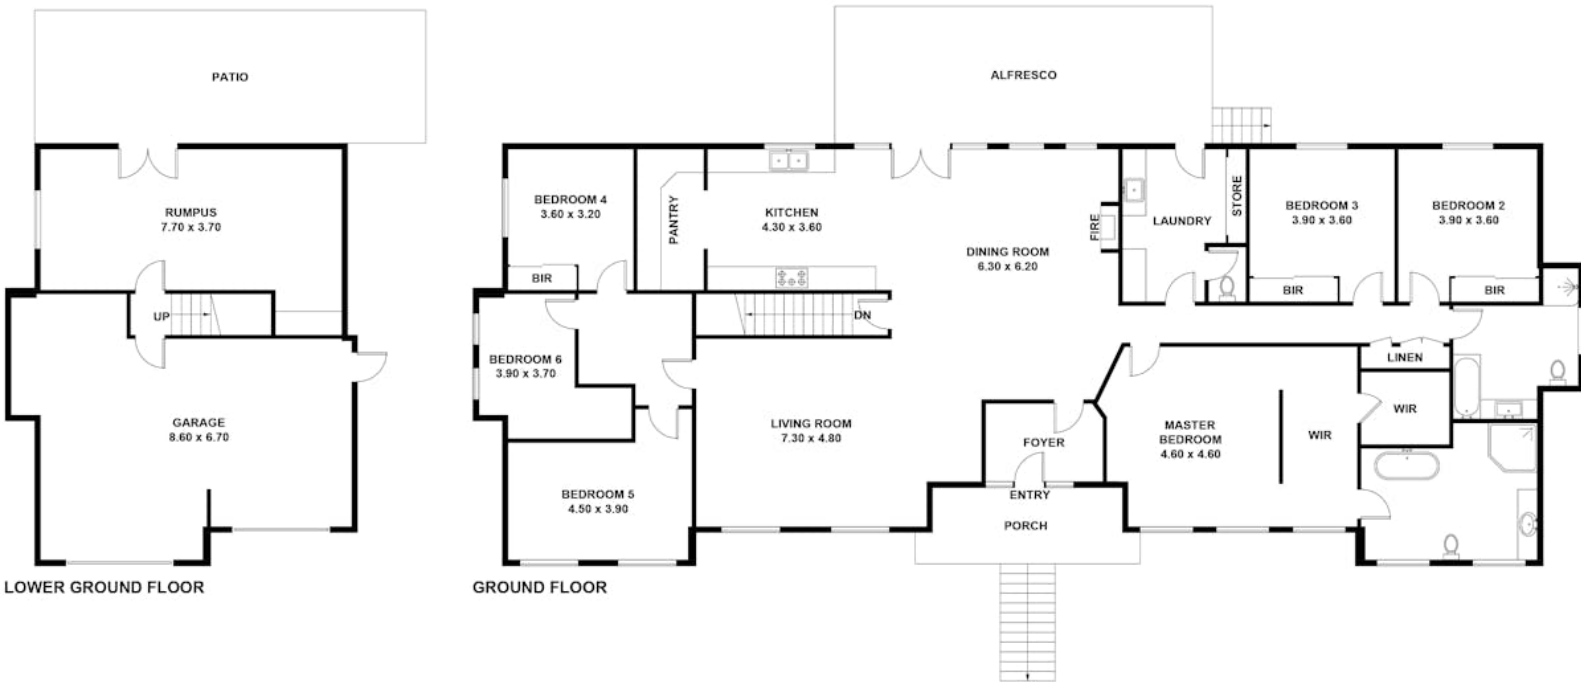 PATIO
RUMPUS
7.70 x 3.70
UP
GARAGE
8.60 x 6.70
LOWER GROUND FLOOR
ALFRESCO
BEDROOM 4
3.60 x 3.20
BIR
PANTRY
KITCHEN
4.30 x 3.60
DINING ROOM
6.30 x 6.20
FIRE
LAUNDRY
STORE
BEDROOM 3
3.90 x 3.60
BIR
BEDROOM 2
3.90 x 3.60
BIR
DN
BEDROOM 6
3.90 x 3.70
LINEN
WIR
LIVING ROOM
7.30 x 4.80
FOYER
MASTER
BEDROOM
4.60 x 4.60
WIR
BEDROOM 5
4.50 x 3.90
ENTRY
PORCH
GROUND FLOOR